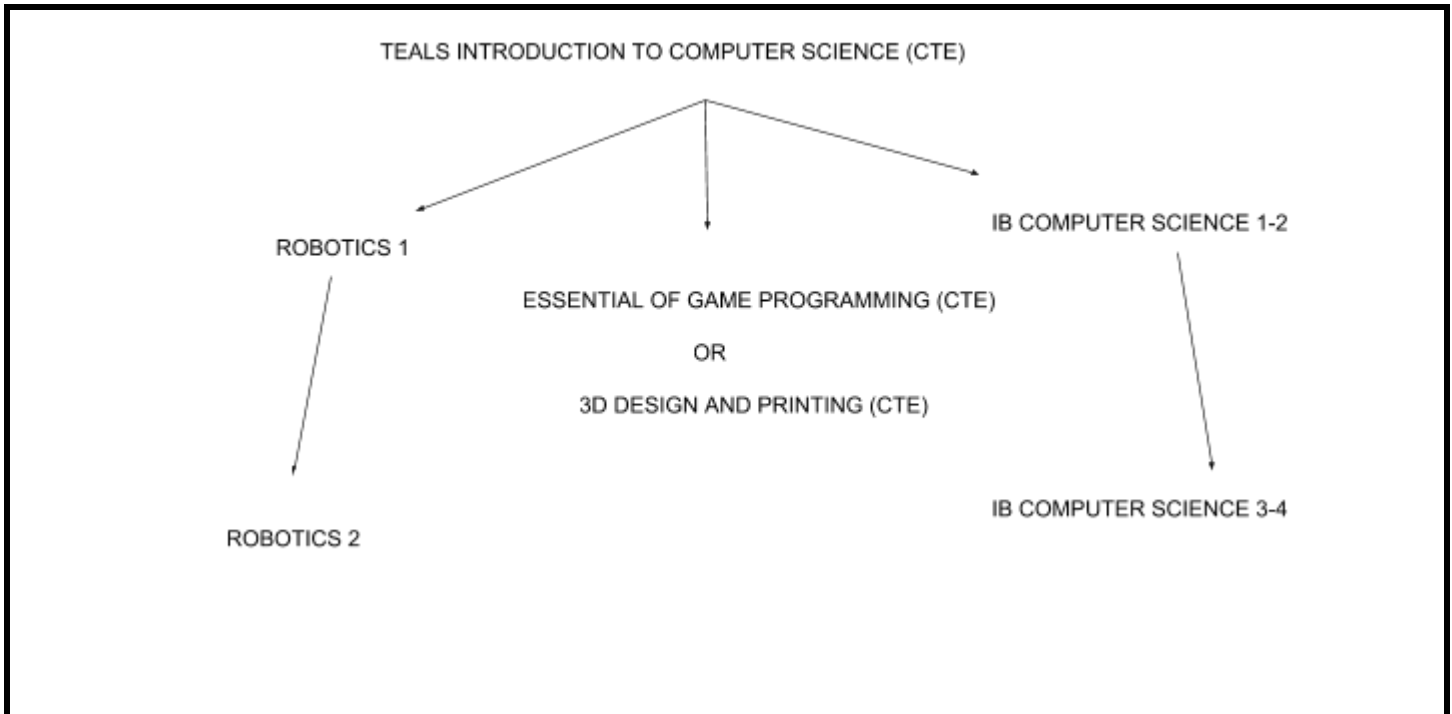 TEALS INTRODUCTION TO COMPUTER SCIENCE (CTE)
IB COMPUTER SCIENCE 1-2
ROBOTICS 1
ESSENTIAL OF GAME PROGRAMMING (CTE)
OR
3D DESIGN AND PRINTING (CTE)
IB COMPUTER SCIENCE 3-4
ROBOTICS 2